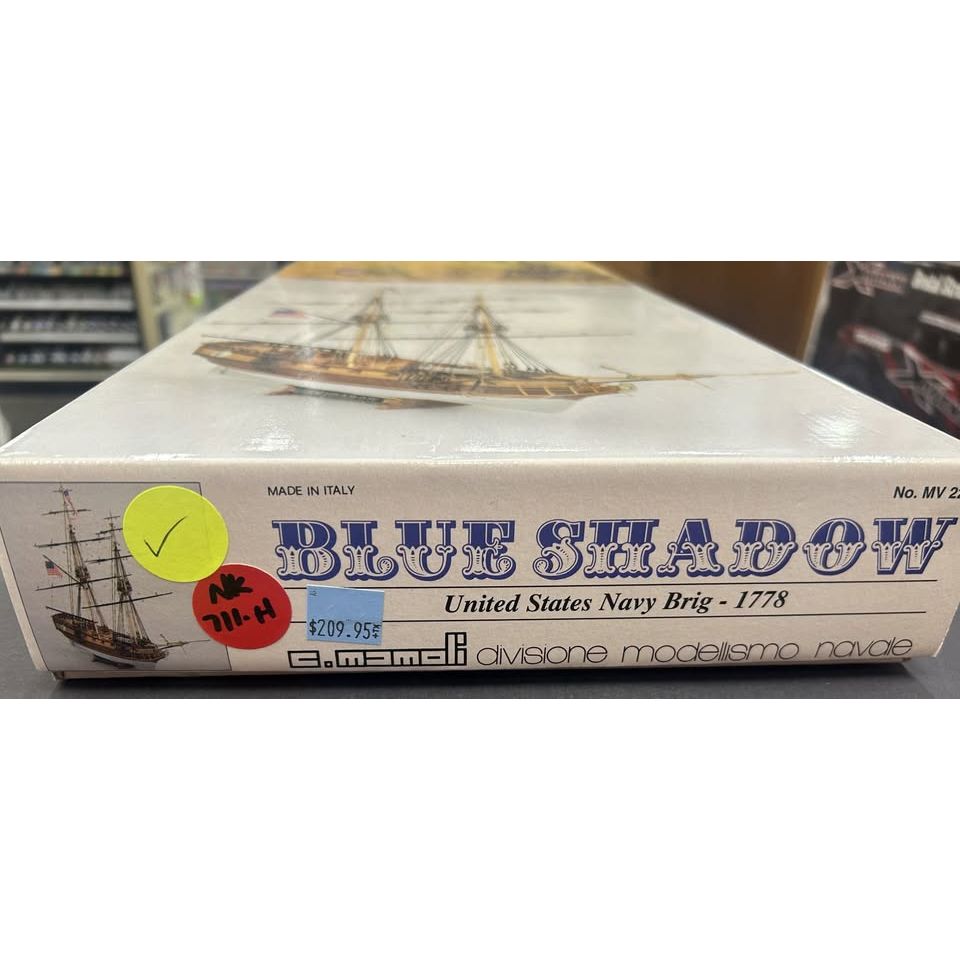 MADE IN ITALY
No. MV 22
BLUE SHADOW
United States Navy Brig - 1778
NK
711·H
$209.95
c.mamoli divisione modellismo navale